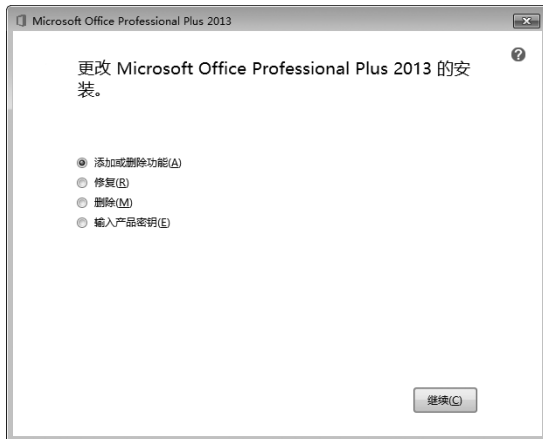 Microsoft Office Professional Plus 2013
更改 Microsoft Office Professional Plus 2013 的安
装。
添加或删除功能(A)
修复(R)
删除(M)
输入产品密钥(E)
继续(C)